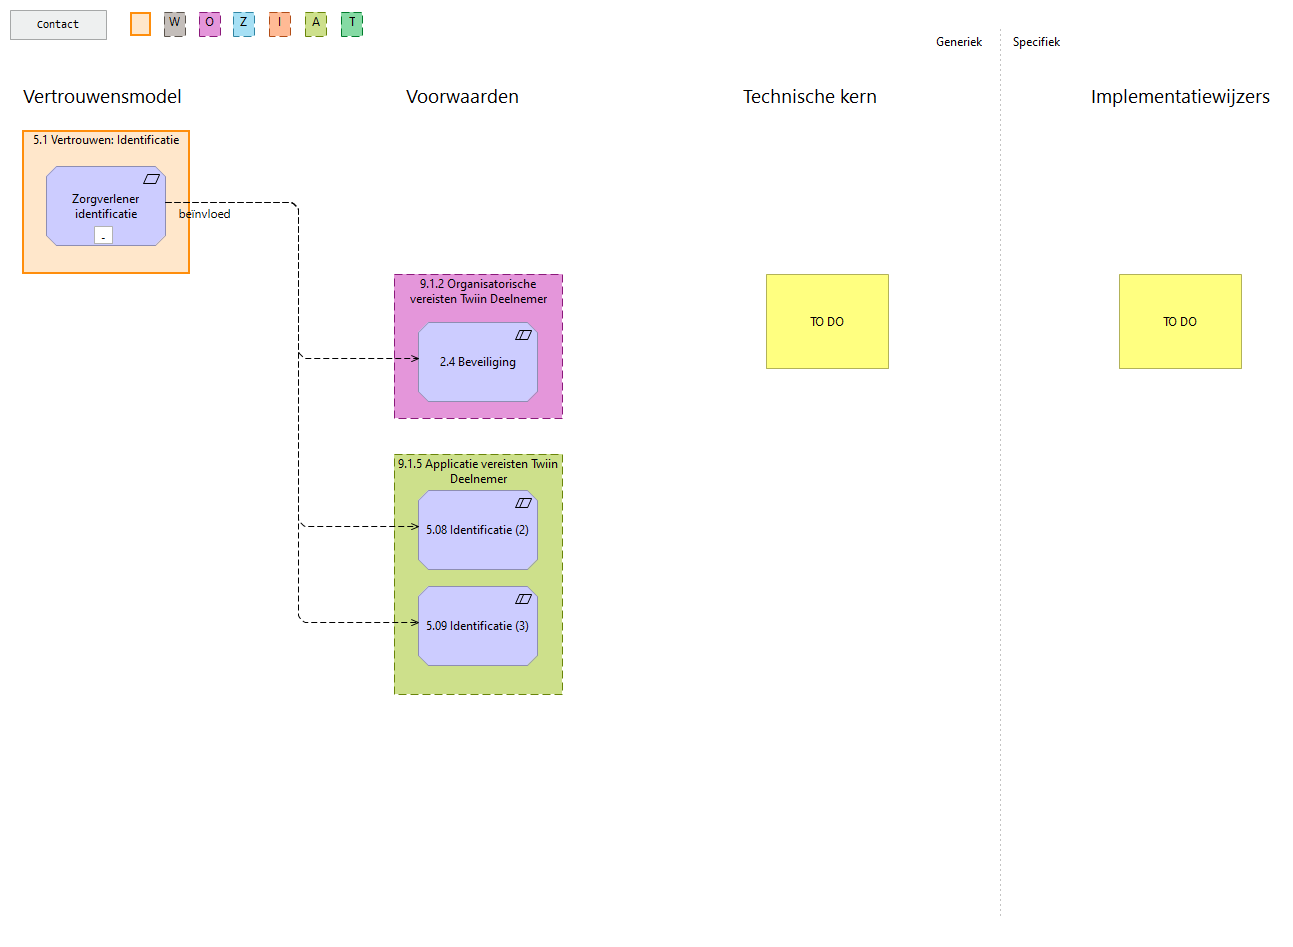 Contact
W
O
Z
I
A
T
Generiek
Specifiek
Vertrouwensmodel
Voorwaarden
Technische kern
Implementatiewijzers
5.1 Vertrouwen: Identificatie
Zorgverlener
identificatie
-
beïnvloed
9.1.2 Organisatorische
vereisten Twiin Deelnemer
2.4 Beveiliging
TO DO
TO DO
9.1.5 Applicatie vereisten Twiin
Deelnemer
5.08 Identificatie (2)
5.09 Identificatie (3)